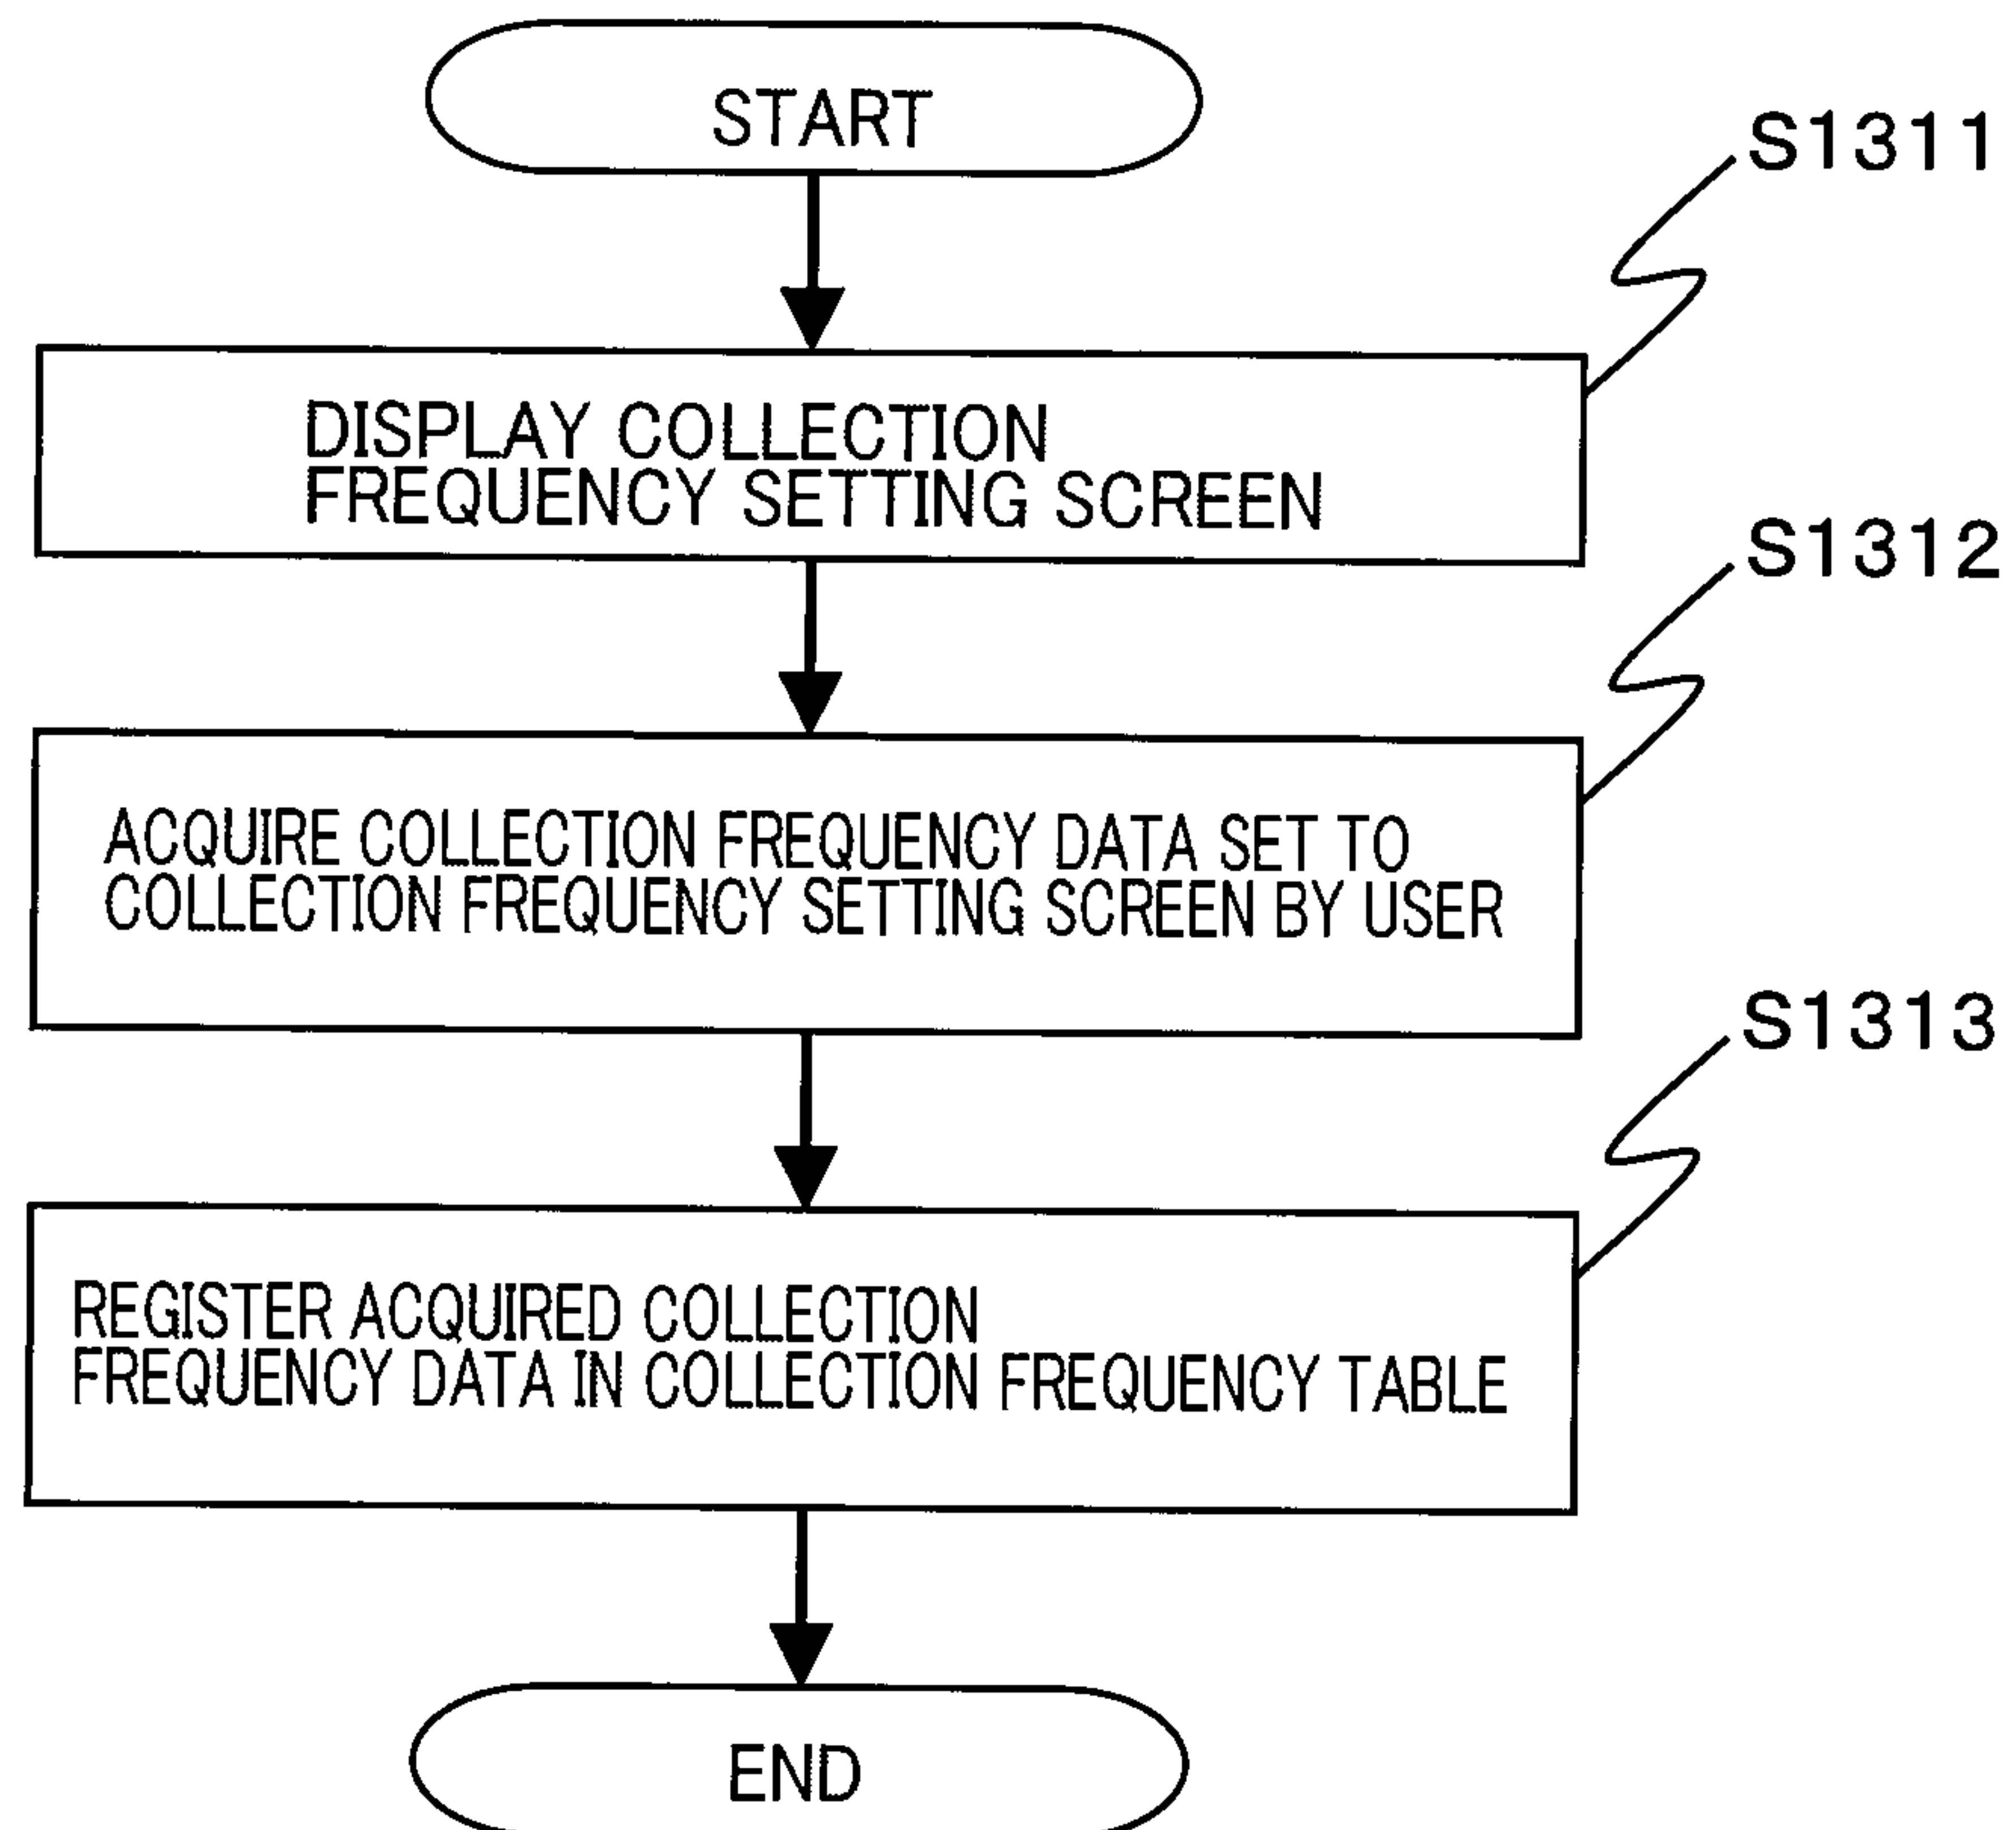 START
S1311
DISPLAY COLLECTION
FREQUENCY SETTING SCREEN
S1312
ACQUIRE COLLECTION FREQUENCY DATA SET TO
COLLECTION FREQUENCY SETTING SCREEN BY USER
S1313
REGISTER ACQUIRED COLLECTION
FREQUENCY DATA IN COLLECTION FREQUENCY TABLE
END